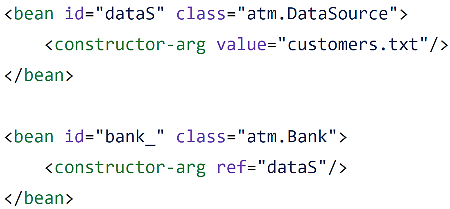 <bean id="dataS" class="atm.DataSource">
    <constructor-arg value="customers.txt"/>
</bean>

<bean id="bank_" class="atm.Bank">
    <constructor-arg ref="dataS"/>
</bean>